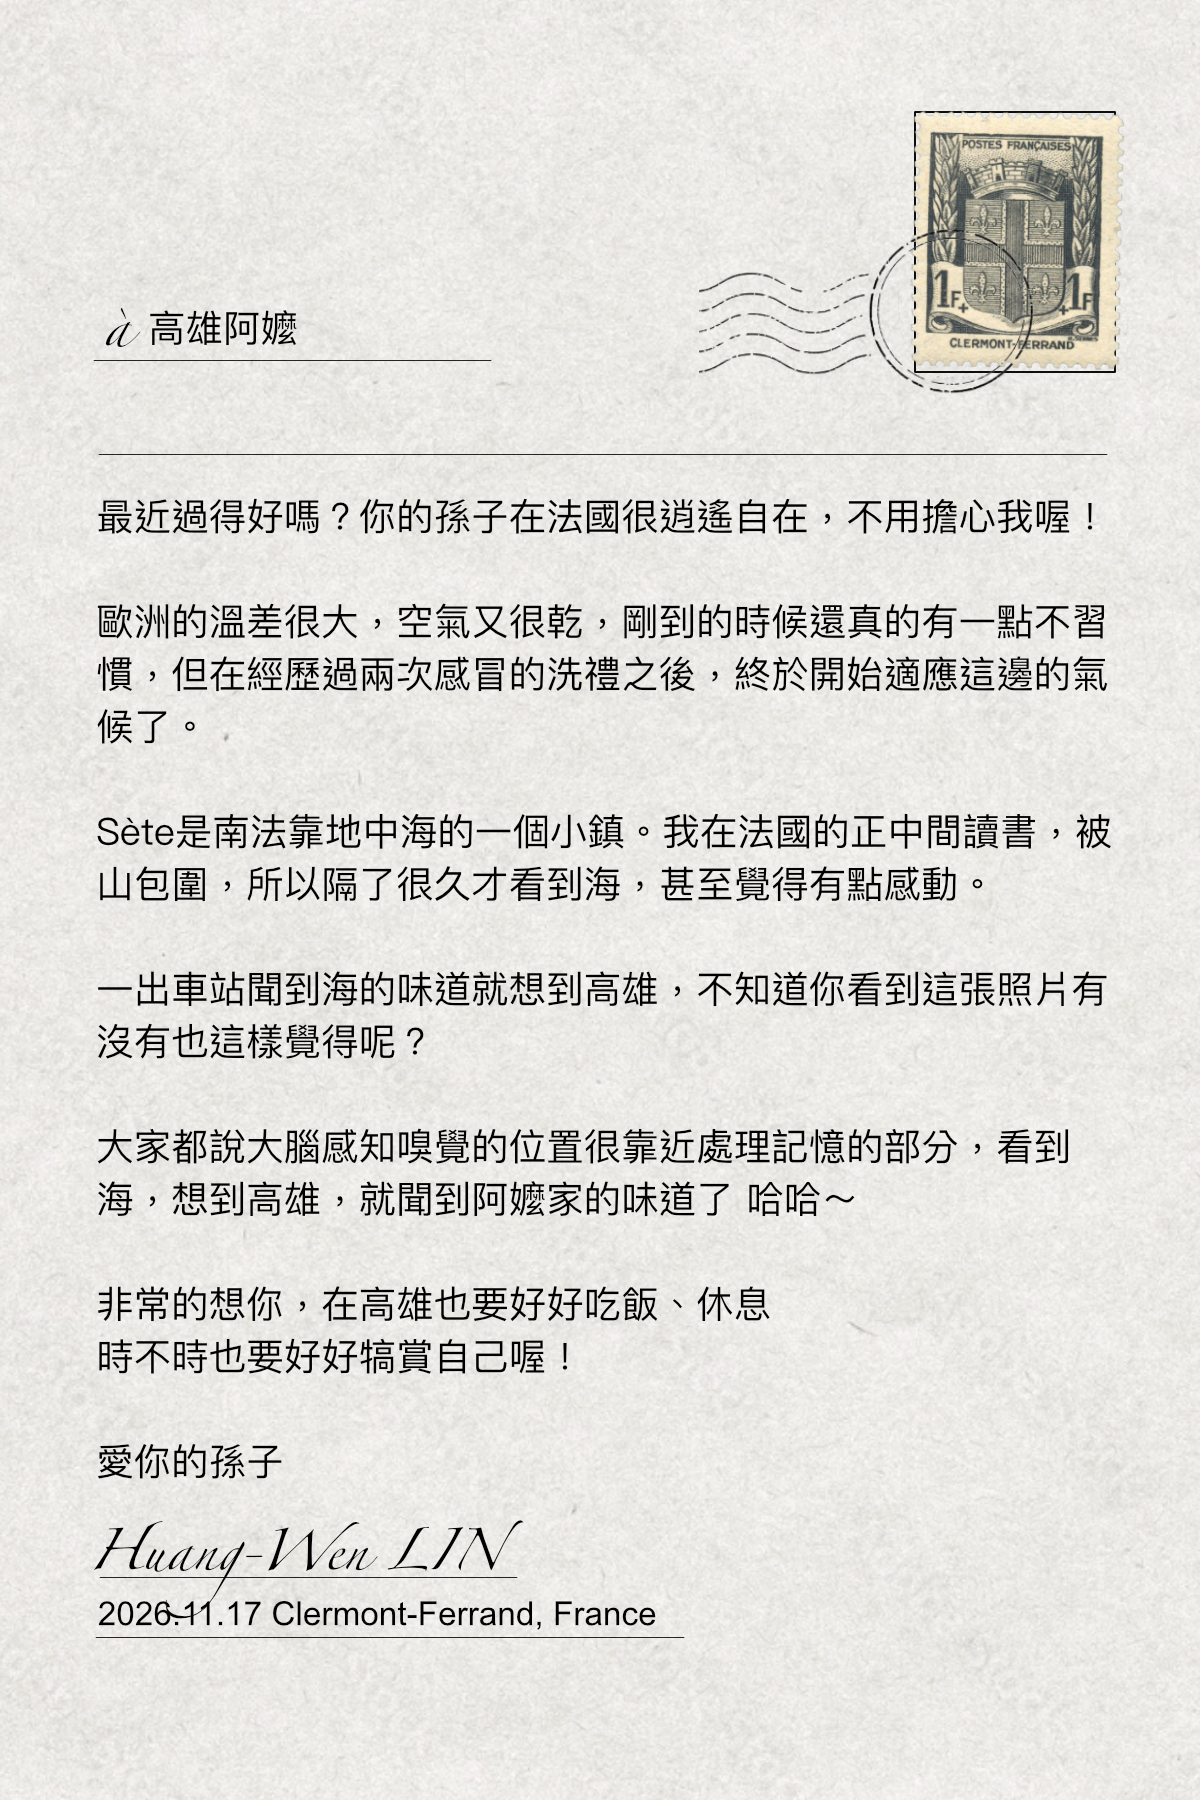 POSTES FRANÇAISES
1F+
+1F
CLERMONT-FERRAND
à 高雄阿嬤
最近過得好嗎？你的孫子在法國很逍遙自在，不用擔心我喔！
歐洲的溫差很大，空氣又很乾，剛到的時候還真的有一點不習
慣，但在經歷過兩次感冒的洗禮之後，終於開始適應這邊的氣
候了。
Sète是南法靠地中海的一個小鎮。我在法國的正中間讀書，被
山包圍，所以隔了很久才看到海，甚至覺得有點感動。
一出車站聞到海的味道就想到高雄，不知道你看到這張照片有
沒有也這樣覺得呢？
大家都說大腦感知嗅覺的位置很靠近處理記憶的部分，看到
海，想到高雄，就聞到阿嬤家的味道了 哈哈～
非常的想你，在高雄也要好好吃飯、休息
時不時也要好好犒賞自己喔！
愛你的孫子
Huang-Wen LIN
2026.11.17 Clermont-Ferrand, France